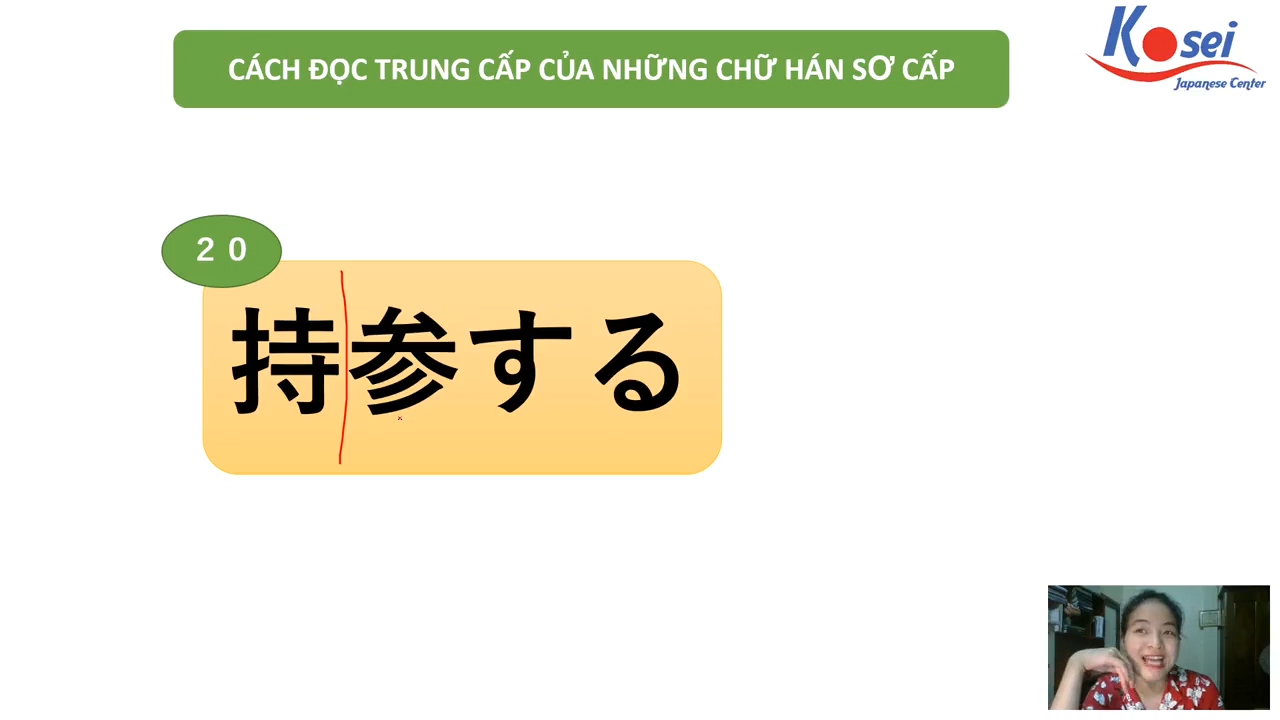 CÁCH ĐỌC TRUNG CẤP CỦA NHỮNG CHỮ HÁN SƠ CẤP
Kosei
Japanese Center
２０
持参する